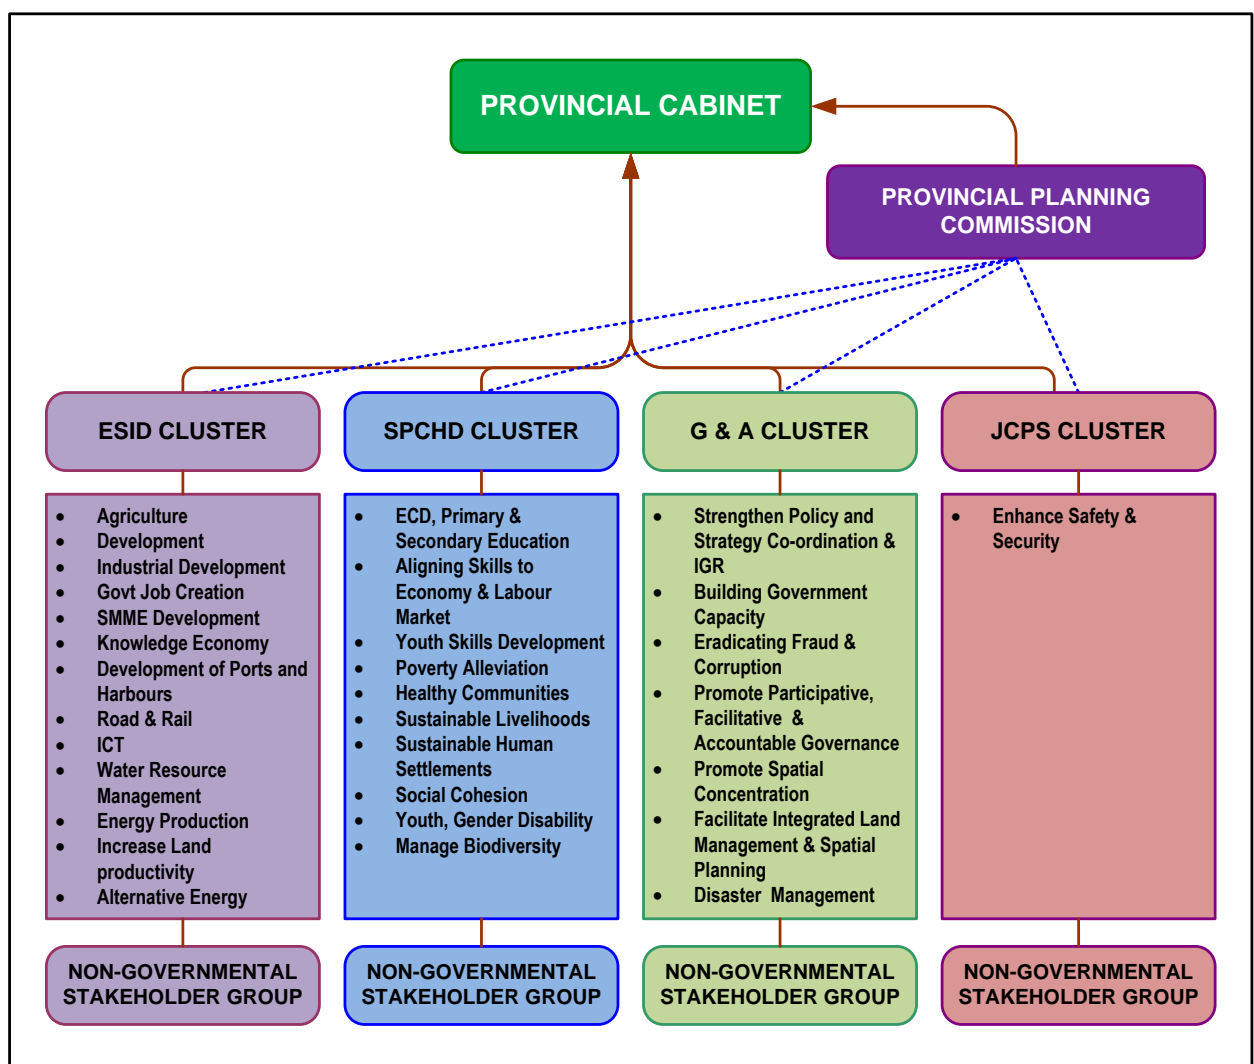 PROVINCIAL CABINET
PROVINCIAL PLANNING
COMMISSION
ESID CLUSTER
• Agriculture
• Development
• Industrial Development
• Govt Job Creation
• SMME Development
• Knowledge Economy
• Development of Ports and
Harbours
• Road & Rail
• ICT
• Water Resource
Management
• Energy Production
• Increase Land
productivity
• Alternative Energy
NON-GOVERNMENTAL
STAKEHOLDER GROUP
SPCHD CLUSTER
• ECD, Primary &
Secondary Education
• Aligning Skills to
Economy & Labour
Market
• Youth Skills Development
• Poverty Alleviation
• Healthy Communities
• Sustainable Livelihoods
• Sustainable Human
Settlements
• Social Cohesion
• Youth, Gender Disability
• Manage Biodiversity
NON-GOVERNMENTAL
STAKEHOLDER GROUP
G & A CLUSTER
• Strengthen Policy and
Strategy Co-ordination &
IGR
• Building Government
Capacity
• Eradicating Fraud &
Corruption
• Promote Participative,
Facilitative &
Accountable Governance
• Promote Spatial
Concentration
• Facilitate Integrated Land
Management & Spatial
Planning
• Disaster Management
NON-GOVERNMENTAL
STAKEHOLDER GROUP
JCPS CLUSTER
• Enhance Safety &
Security
NON-GOVERNMENTAL
STAKEHOLDER GROUP